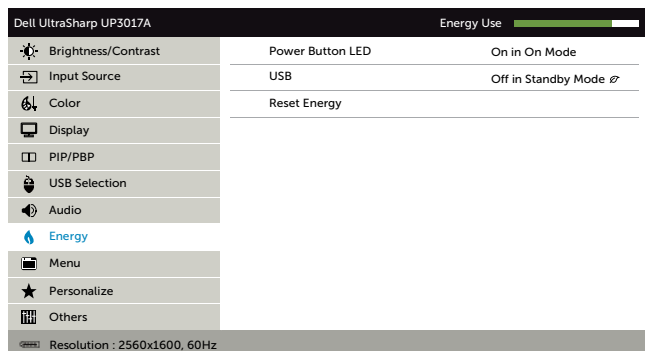 Dell UltraSharp UP3017A Energy Use
Brightness/Contrast Power Button LED On in On Mode
Input Source USB Off in Standby Mode
Color Reset Energy
Display
PIP/PBP
USB Selection
Audio
Energy
Menu
Personalize
Others
Resolution : 2560x1600, 60Hz